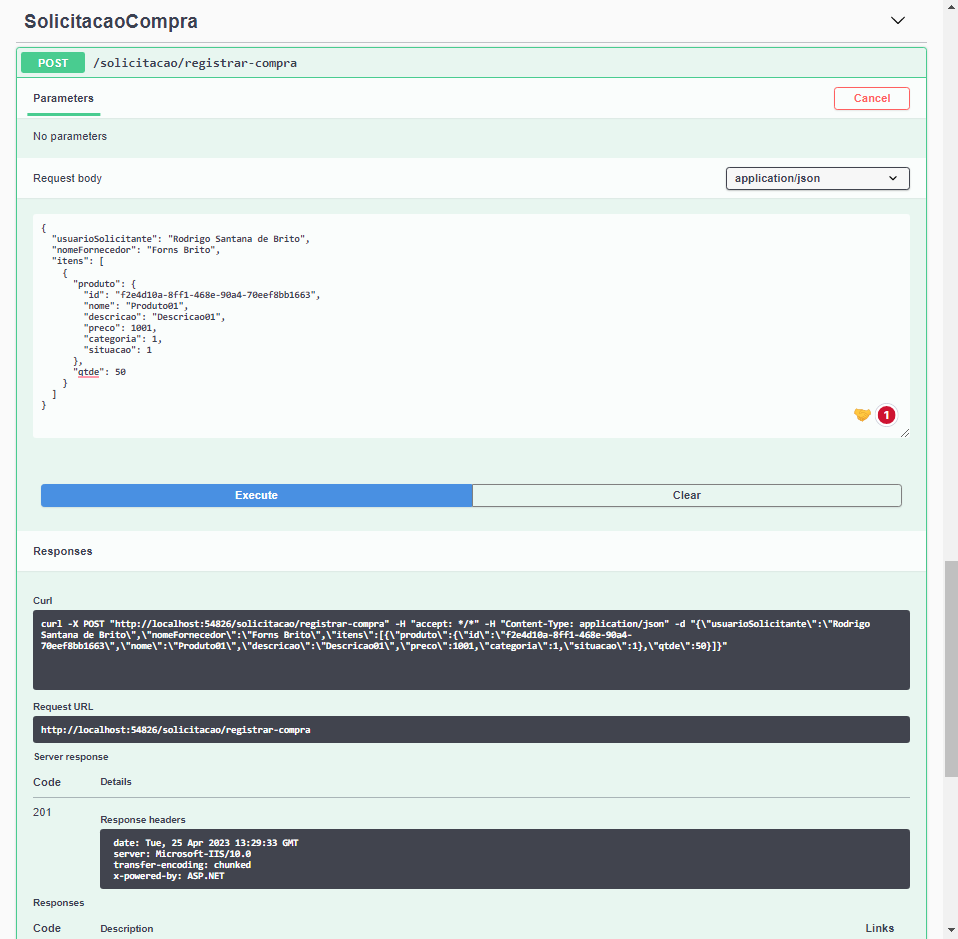 SolicitacaoCompra
POST /solicitacao/registrar-compra
Parameters
Cancel
No parameters
Request body
application/json
{
"usuarioSolicitante": "Rodrigo Santana de Brito",
"nomeFornecedor": "Forns Brito",
"itens": [
{
"produto": {
"id": "f2e4d10a-8ff1-468e-90a4-70eef8bb1663",
"nome": "Produto01",
"descricao": "Descricao01",
"preco": 1001,
"categoria": 1,
"situacao": 1
},
"qtde": 50
}
]
}
1
Execute
Clear
Responses
Curl
curl -X POST "http://localhost:54826/solicitacao/registrar-compra" -H "accept: */*" -H "Content-Type: application/json" -d "{\"usuarioSolicitante\":\"Rodrigo
Santana de Brito\",\"nomeFornecedor\":\"Forns Brito\",\"itens\":[{\"produto\":{\"id\":\"f2e4d10a-8ff1-468e-90a4-
70eef8bb1663\",\"nome\":\"Produto01\",\"descricao\":\"Descricao01\",\"preco\":1001,\"categoria\":1,\"situacao\":1},\"qtde\":50}]}"
Request URL
http://localhost:54826/solicitacao/registrar-compra
Server response
Code Details
201
Response headers
date: Tue, 25 Apr 2023 13:29:33 GMT
server: Microsoft-IIS/10.0
transfer-encoding: chunked
x-powered-by: ASP.NET
Responses
Code Description Links